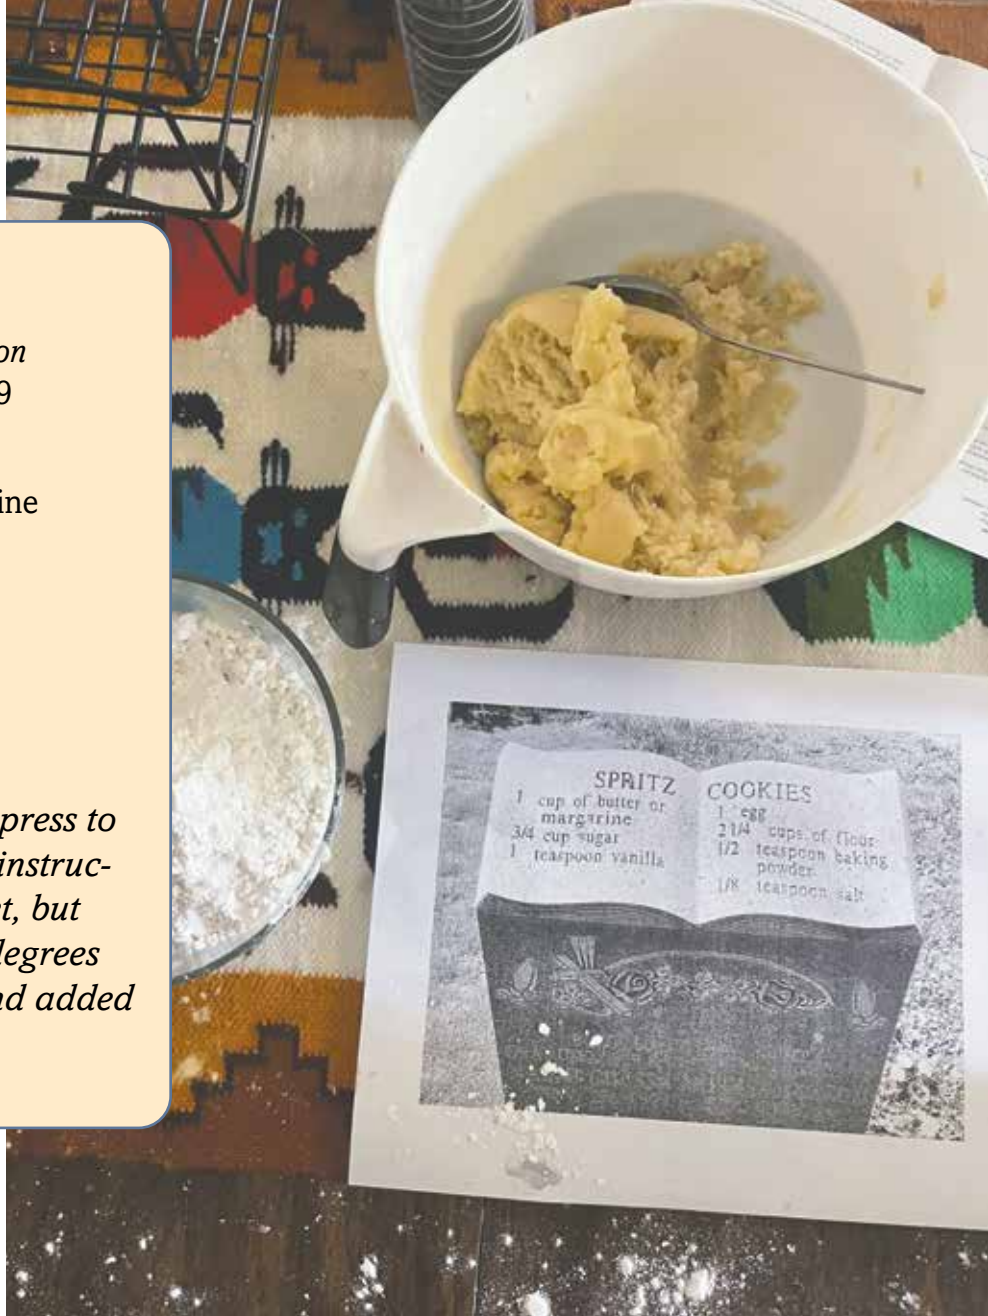 on
9
ine
press to
instruc-
t, but
degrees
nd added
SPRITZ
1 cup of butter or
margarine
3/4 cup sugar
1 teaspoon vanilla
COOKIES
1 egg
2 1/4 cups of flour
1/2 teaspoon baking
powder
1/8 teaspoon salt